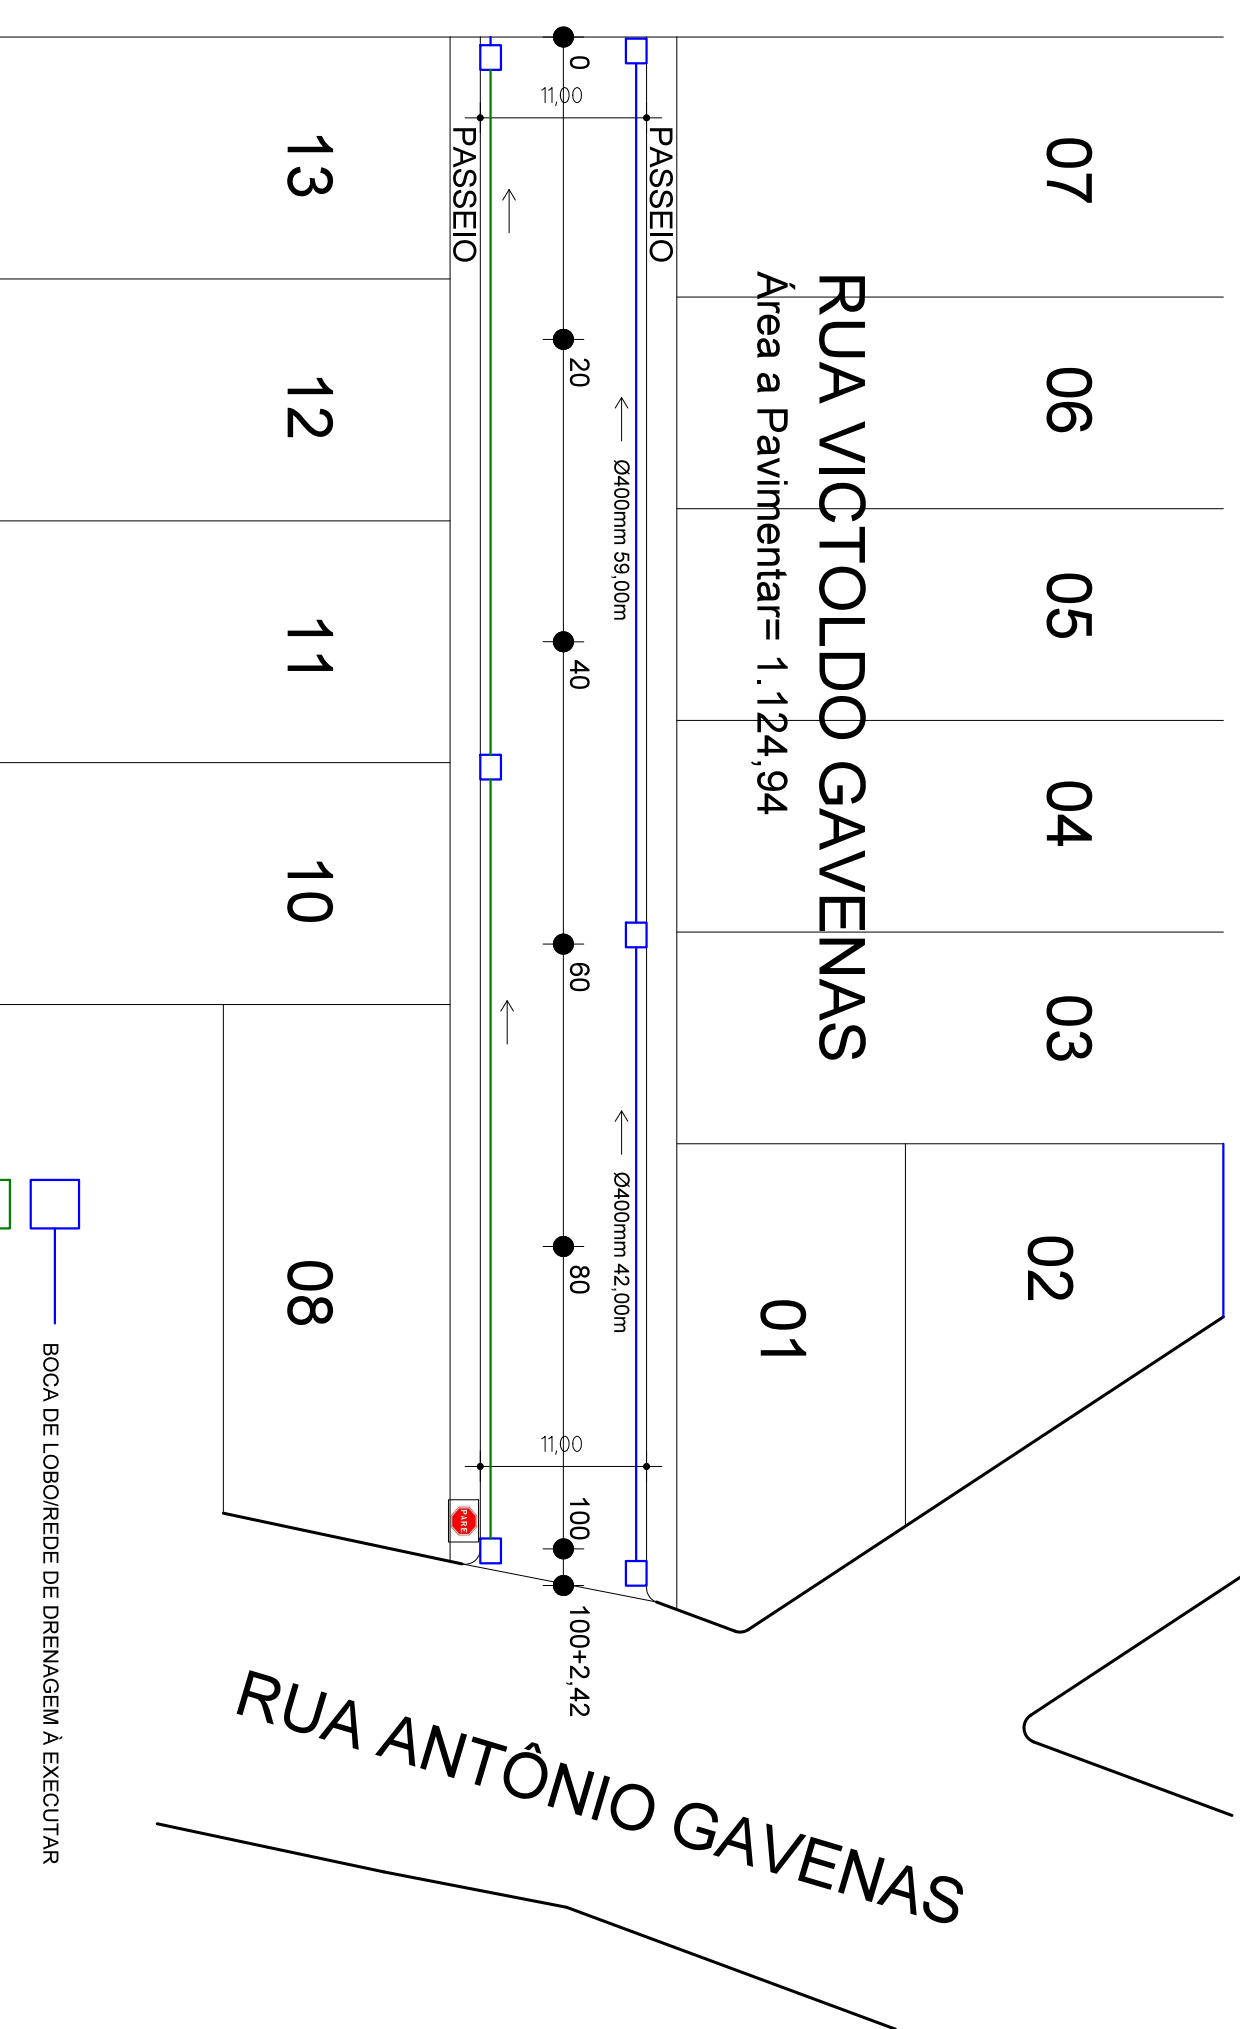 07
06
05
04
03
02
01
RUA VICTOLDO GAVENAS
Área a Pavimentar= 1.124,94
PASSEIO
Ø400mm 59,00m
Ø400mm 42,00m
0
20
40
60
80
100
100+2,42
11,00
11,00
PASSEIO
PARE
13
12
11
10
08
RUA ANTÔNIO GAVENAS
BOCA DE LOBO/REDE DE DRENAGEM À EXECUTAR